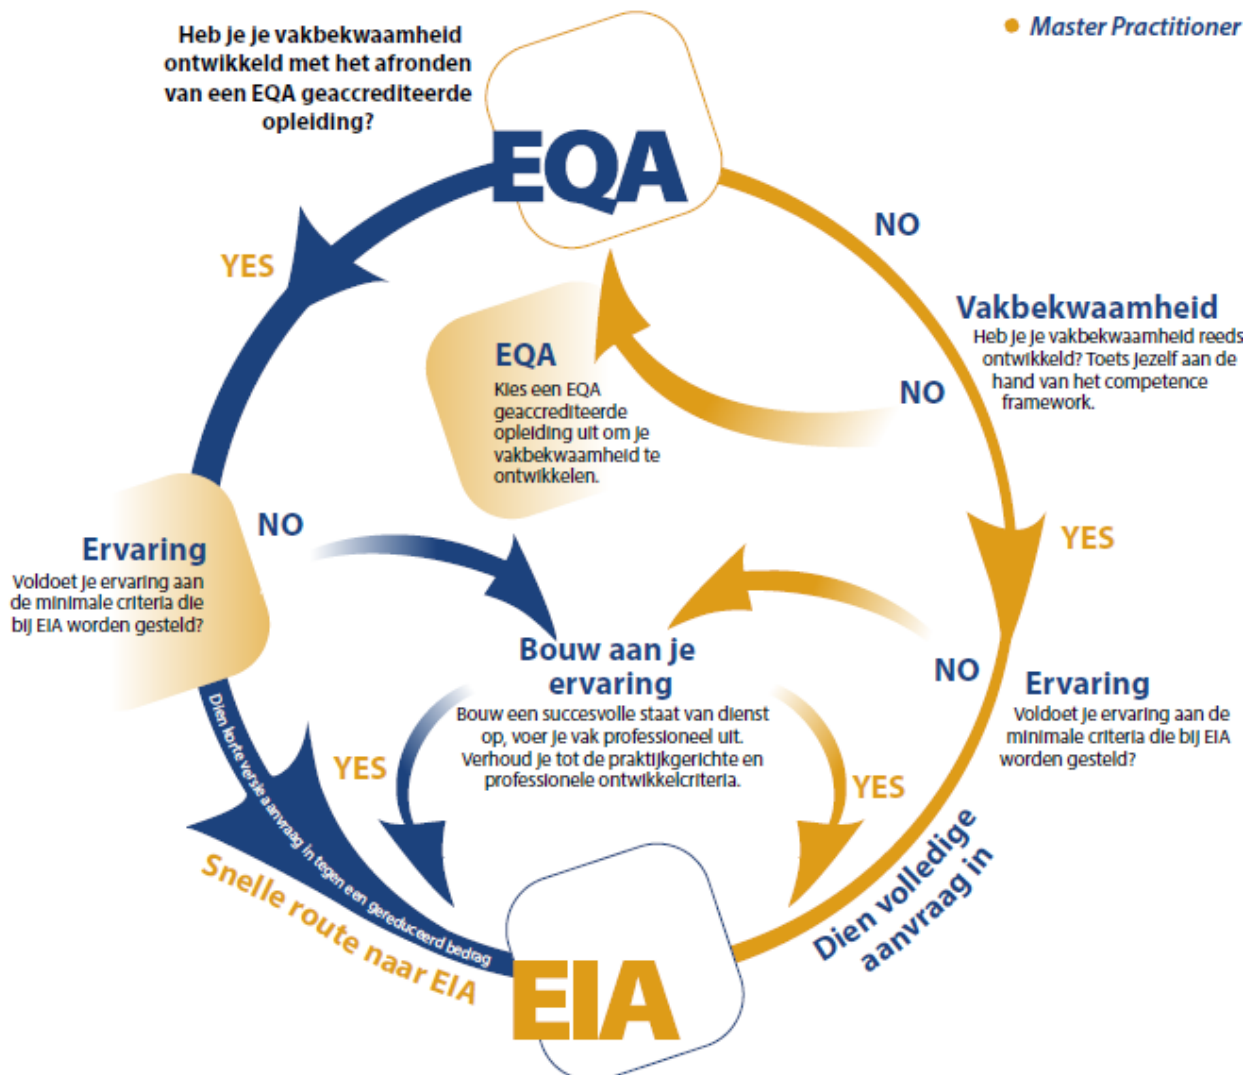 Heb je je vakbekwaamheid
ontwikkeld met het afronden
van een EQA geaccrediteerde
opleiding?
Master Practitioner
EQA
YES
NO
Vakbekwaamheid
Heb je je vakbekwaamheid reeds
ontwikkeld? Toets jezelf aan de
hand van het competence
framework.
EQA
Kies een EQA
geaccrediteerde
opleiding uit om je
vakbekwaamheid te
ontwikkelen.
NO
NO
YES
Ervaring
Voldoet je ervaring aan
de minimale criteria die
bij EIA worden gesteld?
Bouw aan je
ervaring
Bouw een succesvolle staat van dienst
op, voer je vak professioneel uit.
Verhoud je tot de praktijkgerichte en
professionele ontwikkelcriteria.
NO
Ervaring
Voldoet je ervaring aan de
minimale criteria die bij EIA
worden gesteld?
YES
YES
Dien korte versie aanvraag in tegen een gereduceerd bedrag
Snelle route naar EIA
Dien volledige
aanvraag in
EIA